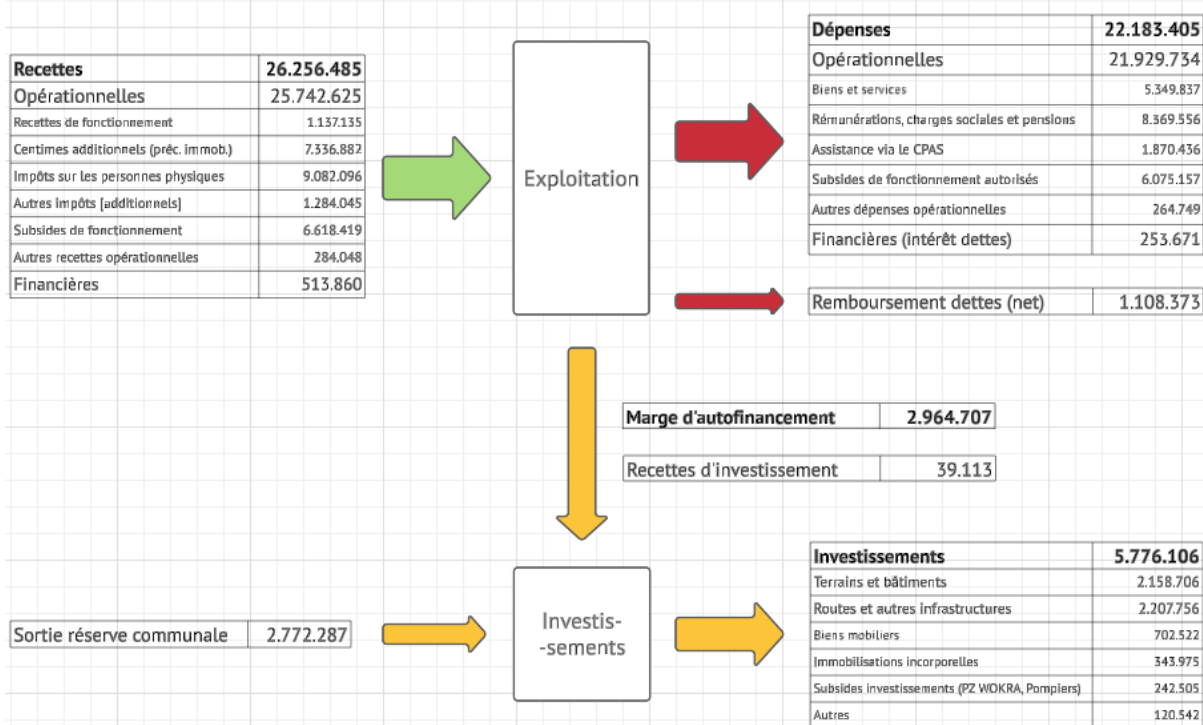 Recettes 26.256.485
Opérationnelles 25.742.625
Recettes de fonctionnement 1.137.135
Centimes additionnels (préc. immob.) 7.336.882
Impôts sur les personnes physiques 9.082.096
Autres impôts [additionnels] 1.284.045
Subsides de fonctionnement 6.618.419
Autres recettes opérationnelles 284.048
Financières 513.860
Exploitation
Dépenses 22.183.405
Opérationnelles 21.929.734
Biens et services 5.349.837
Rémunérations, charges sociales et pensions 8.369.556
Assistance via le CPAS 1.870.436
Subsides de fonctionnement autorisés 6.075.157
Autres dépenses opérationnelles 264.749
Financières (intérêt dettes) 253.671
Remboursement dettes (net) 1.108.373
Marge d'autofinancement 2.964.707
Recettes d'investissement 39.113
Sortie réserve communale 2.772.287
Investis-
-sements
Investissements 5.776.106
Terrains et bâtiments 2.158.706
Routes et autres infrastructures 2.207.756
Biens mobiliers 702.522
Immobilisations incorporelles 343.975
Subsides investissements (PZ WOKRA, Pompiers) 242.505
Autres 120.542